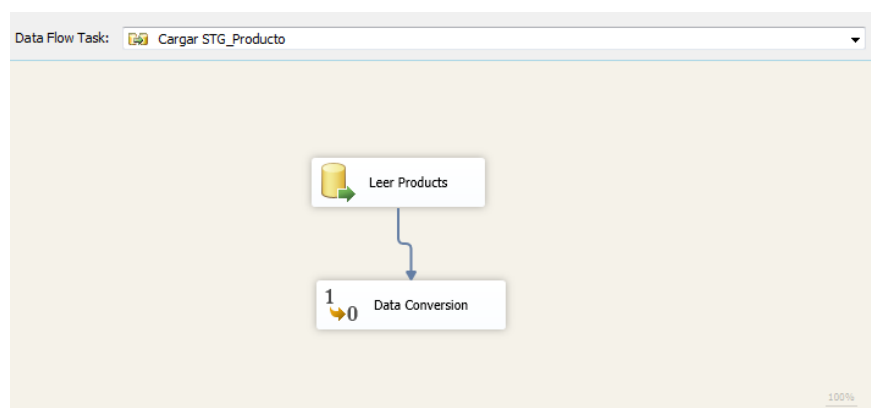 Data Flow Task: Cargar STG_Producto
Leer Products
1
0
Data Conversion
100%